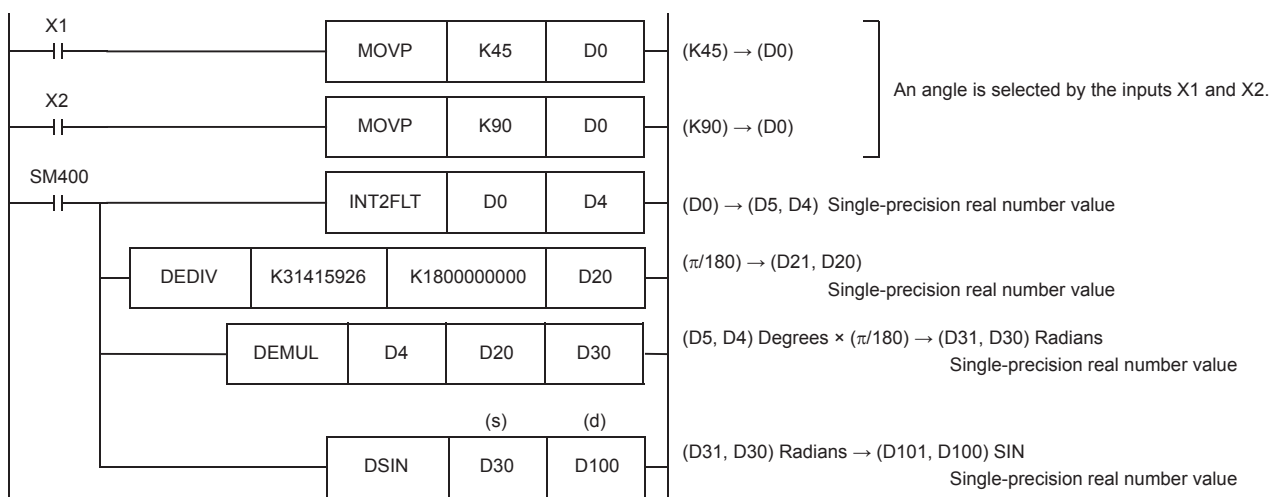 X1
MOVP K45 D0
(K45) → (D0)
An angle is selected by the inputs X1 and X2.
X2
MOVP K90 D0
(K90) → (D0)
SM400
INT2FLT D0 D4
(D0) → (D5, D4) Single-precision real number value
DEDIV K31415926 K1800000000 D20
(π/180) → (D21, D20)
Single-precision real number value
DEMUL D4 D20 D30
(D5, D4) Degrees × (π/180) → (D31, D30) Radians
Single-precision real number value
(s) (d)
DSIN D30 D100
(D31, D30) Radians → (D101, D100) SIN
Single-precision real number value